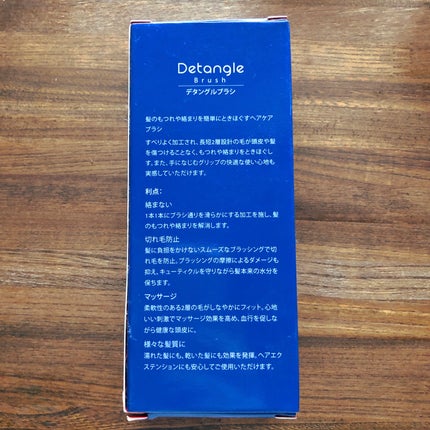 Detangle
Brush
デタングルブラシ
髪のもつれや絡まりを簡単にときほぐすヘアケア
ブラシ
すべりよく加工され、長短2層設計の毛が頭皮や髪
を傷つけることなく、もつれや絡まりをときほぐしま
す。また、手になじむグリップの快適な使い心地も
実感していただけます。
利点：
絡まない
1本1本にブラシ通りを滑らかにする加工を施し、髪
のもつれや絡まりを解消します。
切れ毛防止
髪に負担をかけないスムーズなブラッシングで切
れ毛を防止。ブラッシングの摩擦によるダメージも
抑え、キューティクルを守りながら髪本来の水分を
保ちます。
マッサージ
柔軟性のある2層の毛がしなやかにフィット。心地
いい刺激でマッサージ効果を高め、血行を促しな
がら健康な頭皮に。
様々な髪質に
濡れた髪にも、乾いた髪にも効果を発揮。ヘアエク
ステンションにも安心してご使用いただけます。